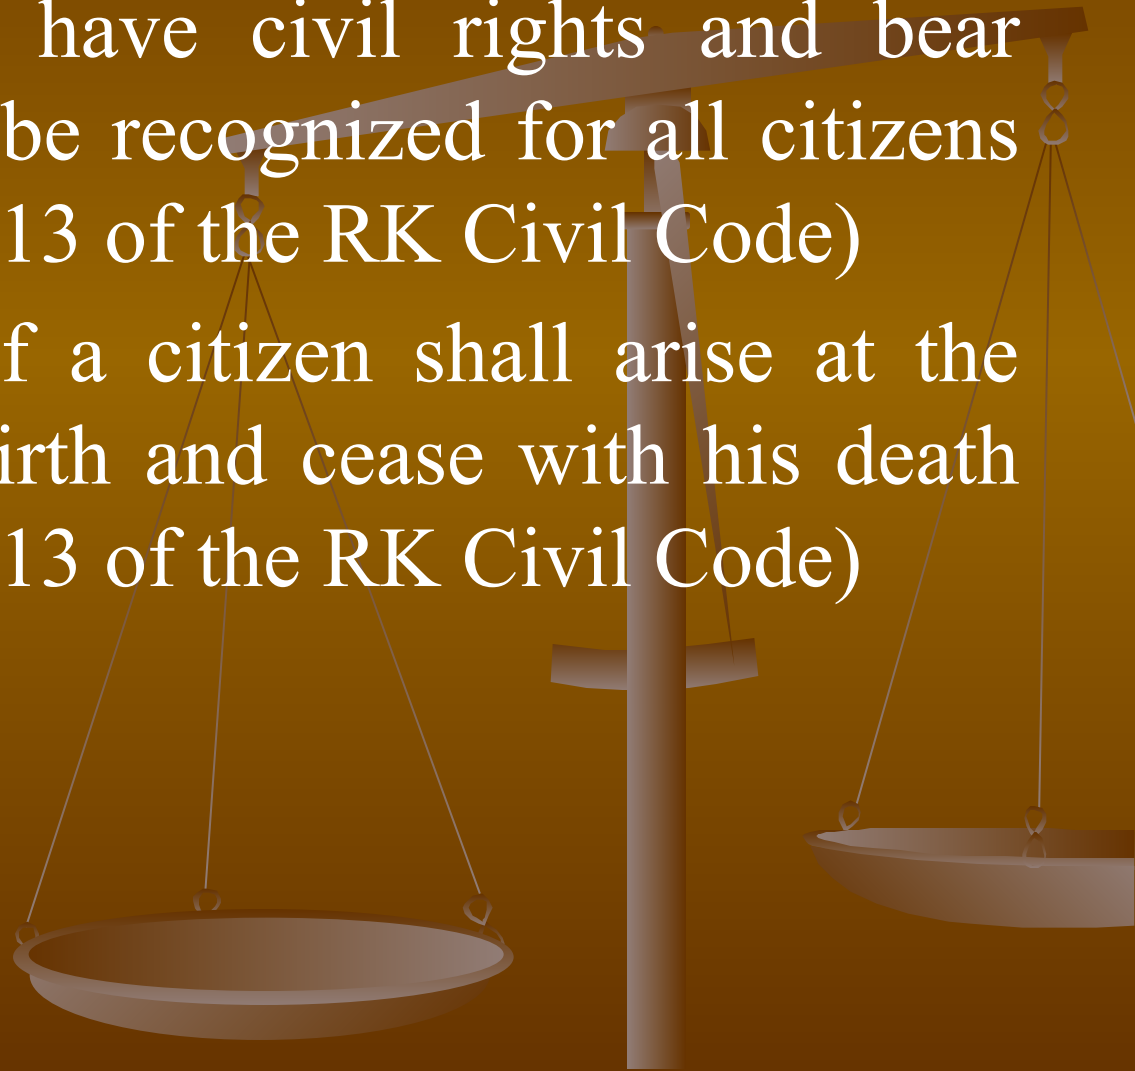 have civil rights and bear
be recognized for all citizens
13 of the RK Civil Code)
f a citizen shall arise at the
irth and cease with his death
13 of the RK Civil Code)